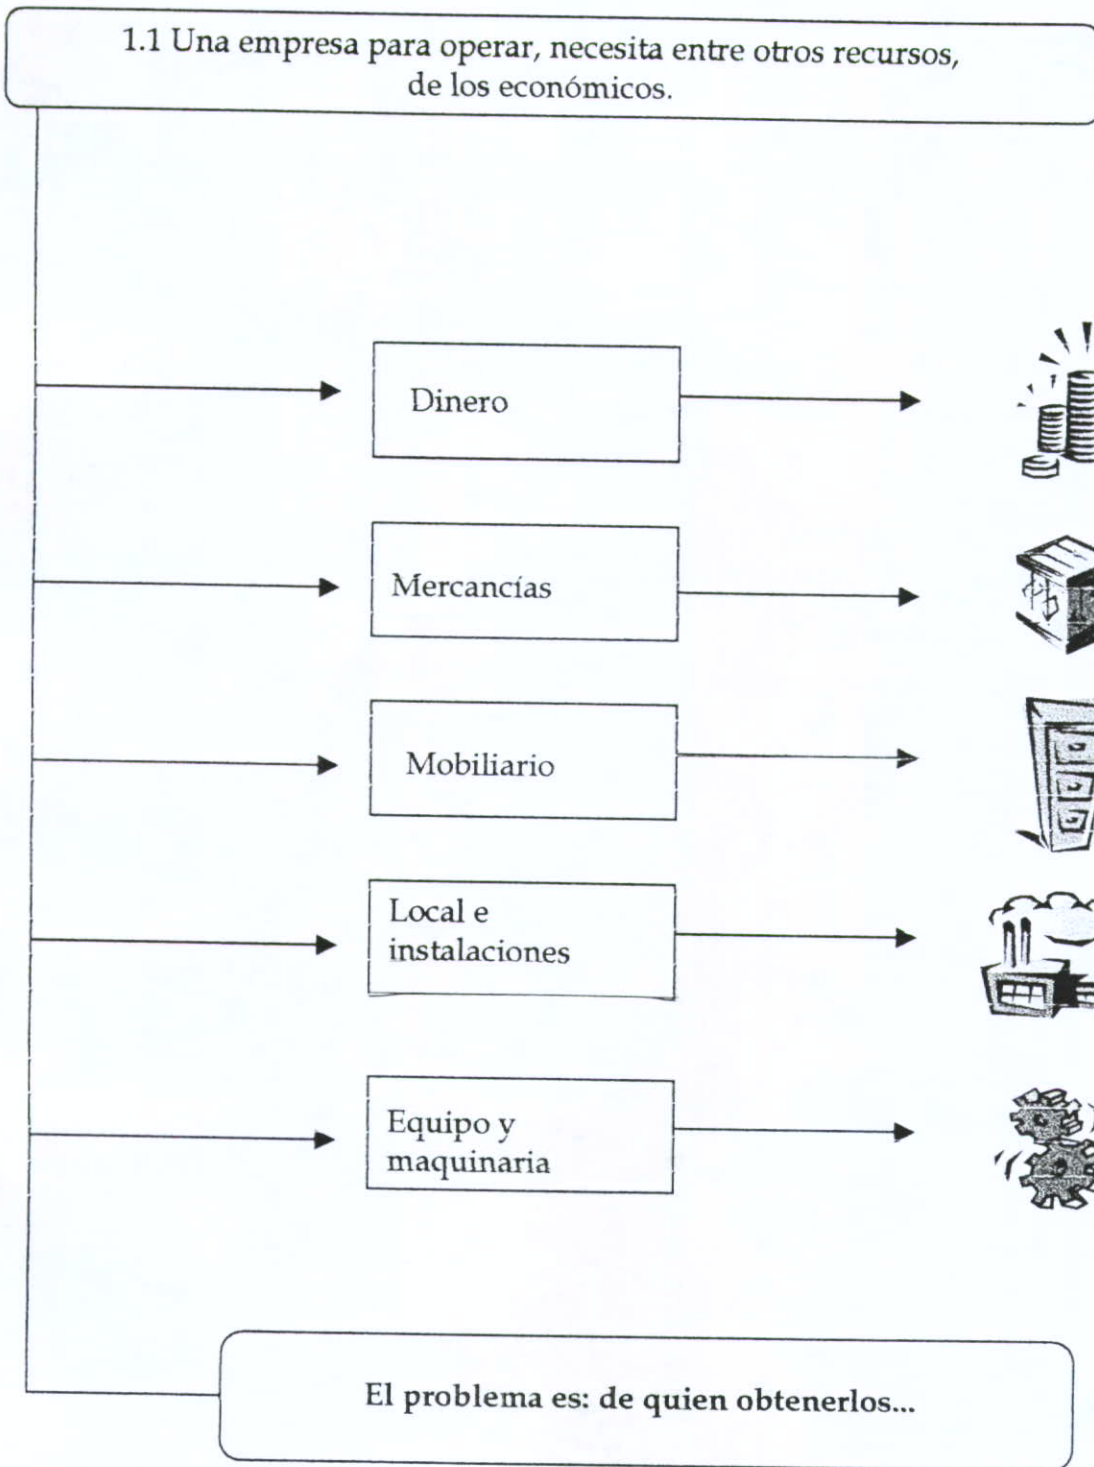 1.1 Una empresa para operar, necesita entre otros recursos,
de los económicos.
Dinero
Mercancías
Mobiliario
Local e
instalaciones
Equipo y
maquinaria
El problema es: de quien obtenerlos...